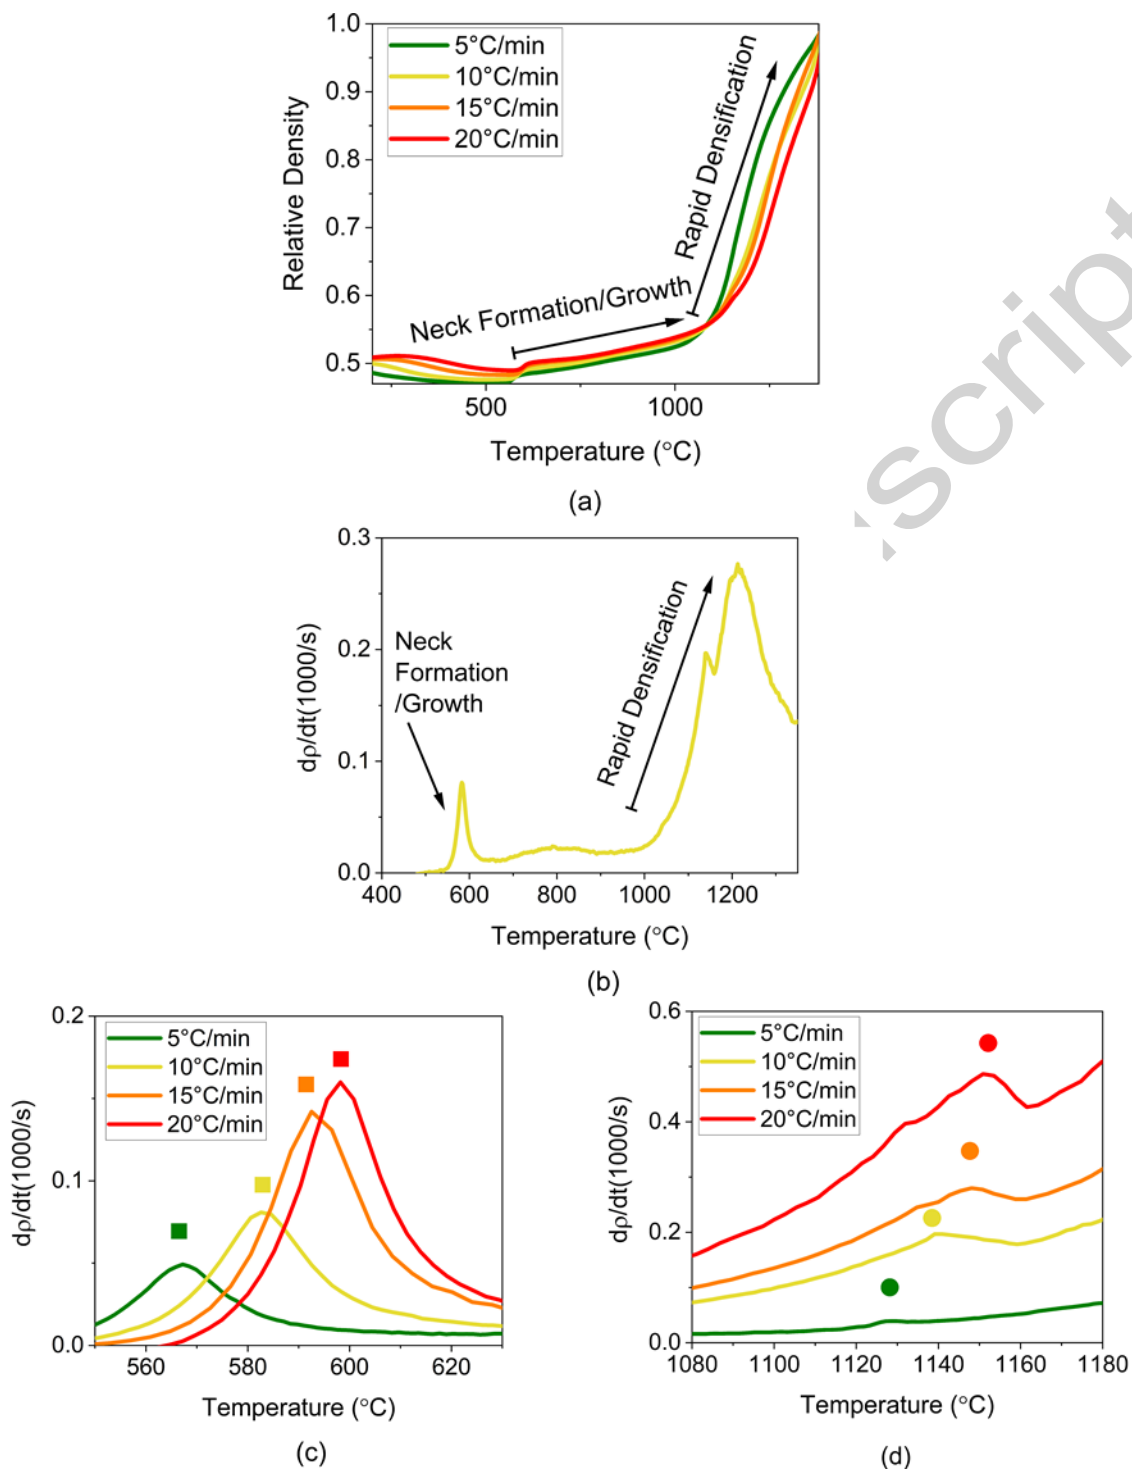 1.0
0.9
0.8
0.7
0.6
0.5
Relative Density
5°C/min
10°C/min
15°C/min
20°C/min
Neck Formation/Growth
Rapid Densification
500
1000
Temperature (°C)
(a)
0.3
0.2
0.1
0.0
dρ/dt(1000/s)
Neck
Formation
/Growth
Rapid Densification
400
600
800
1000
1200
Temperature (°C)
(b)
0.2
0.1
0.0
dρ/dt(1000/s)
5°C/min
10°C/min
15°C/min
20°C/min
560
580
600
620
Temperature (°C)
(c)
0.6
0.4
0.2
0.0
dρ/dt(1000/s)
5°C/min
10°C/min
15°C/min
20°C/min
1080
1100
1120
1140
1160
1180
Temperature (°C)
(d)
script